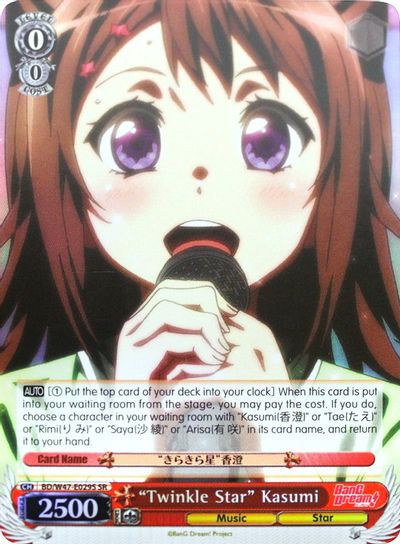 LEVEL
0
0
COST
AUTO [① Put the top card of your deck into your clock] When this card is put
into your waiting room from the stage, you may pay the cost. If you do,
choose a character in your waiting room with "Kasumi(香澄)" or "Tae(たえ)"
or "Rimi(りみ)" or "Saya(沙綾)" or "Arisa(有咲)" in its card name, and return
it to your hand.
Card Name "きらきら星"香澄
CH BD/W47-E029S SR
2500
"Twinkle Star" Kasumi
BanG Dream!
Music Star
©BanG Dream! Project